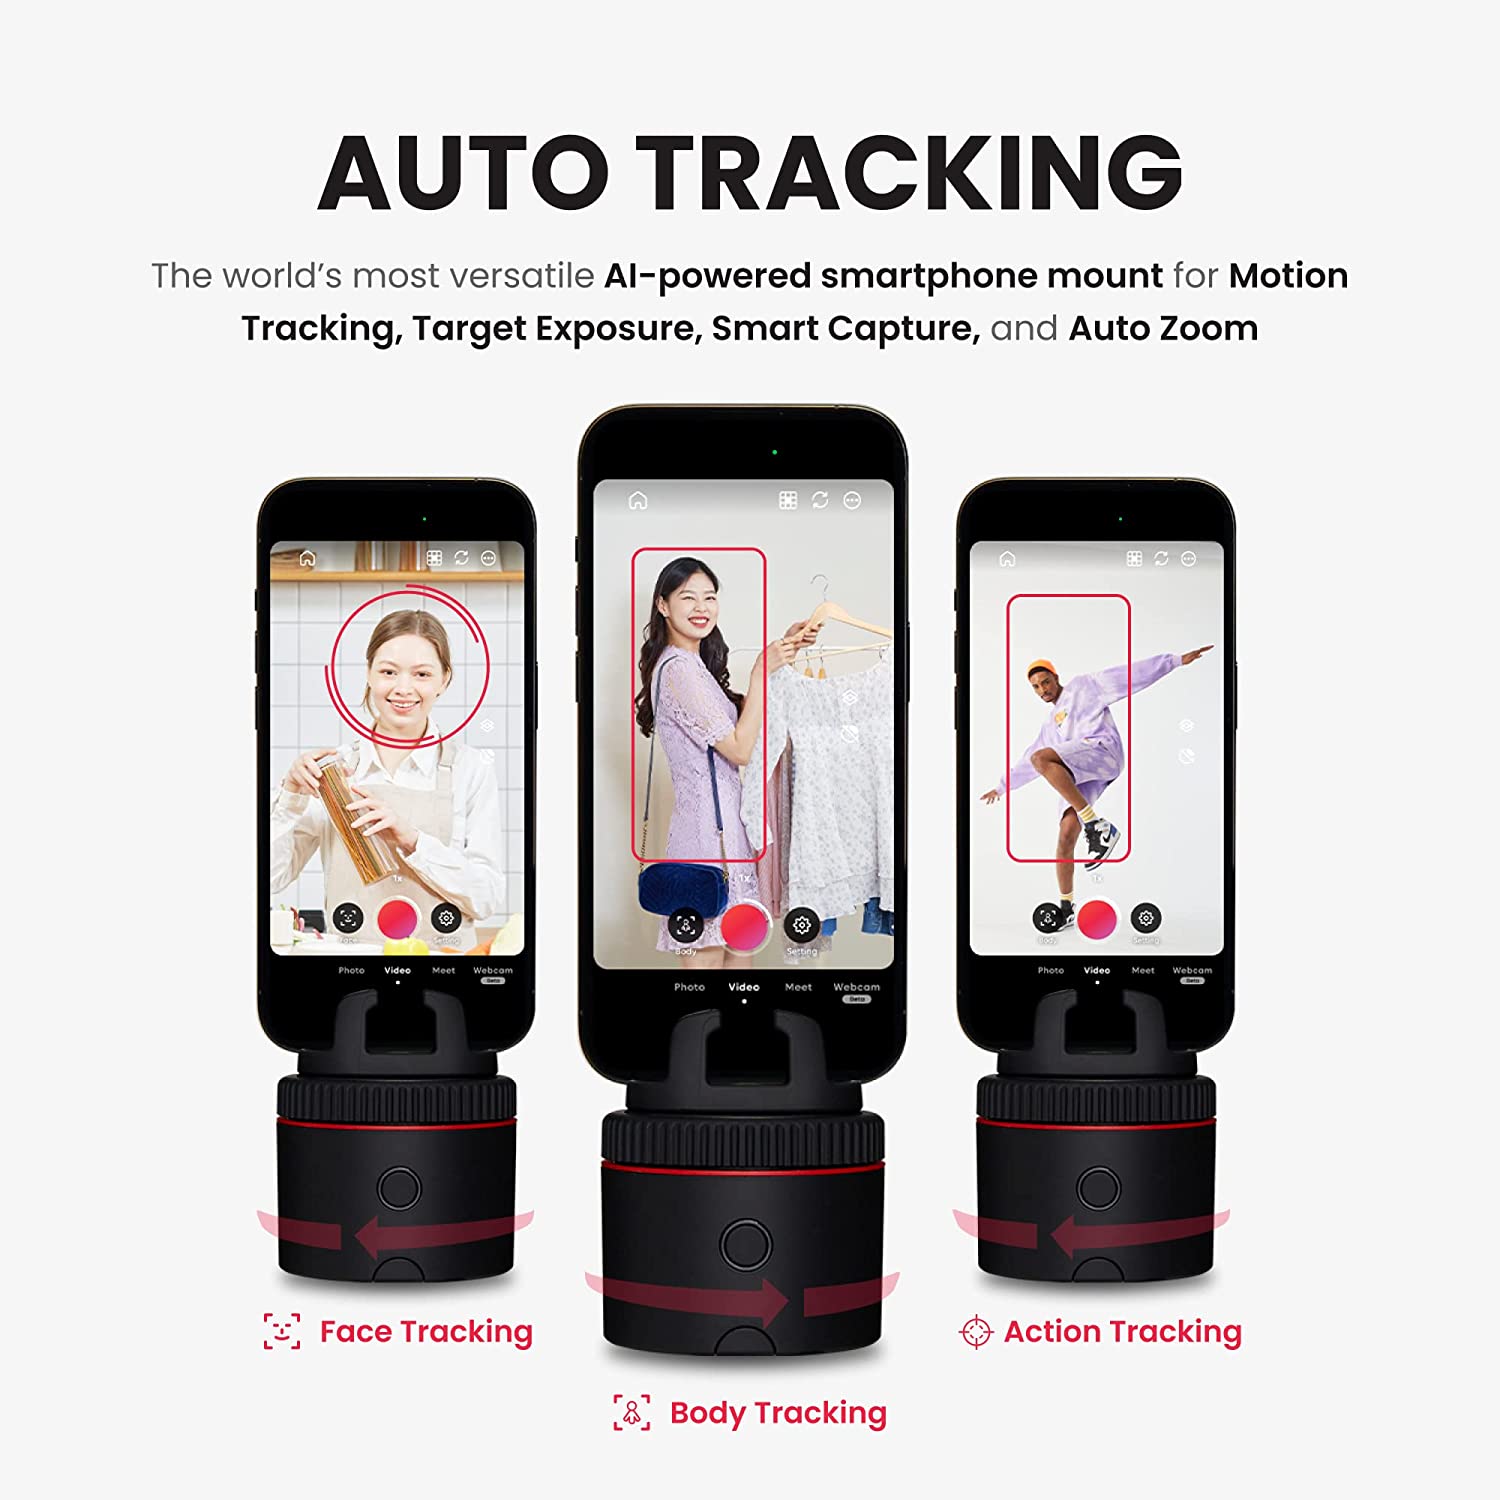 AUTO TRACKING
The world's most versatile AI-powered smartphone mount for Motion
Tracking, Target Exposure, Smart Capture, and Auto Zoom
1x
Face
Setting
Photo Video Meet Webcam
Beta
1x
Body
Setting
Photo Video Meet Webcam
Beta
1x
Body
Setting
Photo Video Meet Webcam
Beta
Face Tracking
Body Tracking
Action Tracking